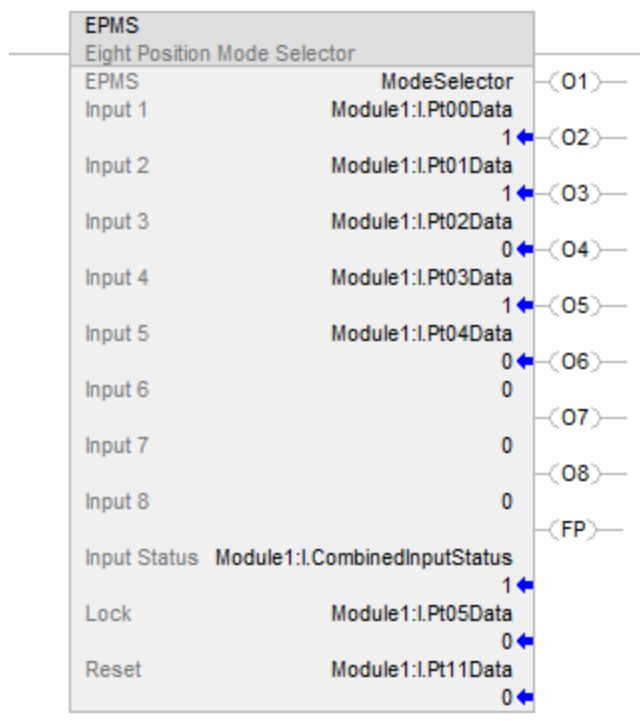 EPMS
Eight Position Mode Selector
EPMS ModeSelector (O1)
Input 1 Module1:I.Pt00Data
1 (O2)
Input 2 Module1:I.Pt01Data
1 (O3)
Input 3 Module1:I.Pt02Data
0 (O4)
Input 4 Module1:I.Pt03Data
1 (O5)
Input 5 Module1:I.Pt04Data
0 (O6)
Input 6 0
(O7)
Input 7 0
(O8)
Input 8 0
(FP)
Input Status Module1:I.CombinedInputStatus
1
Lock Module1:I.Pt05Data
0
Reset Module1:I.Pt11Data
0